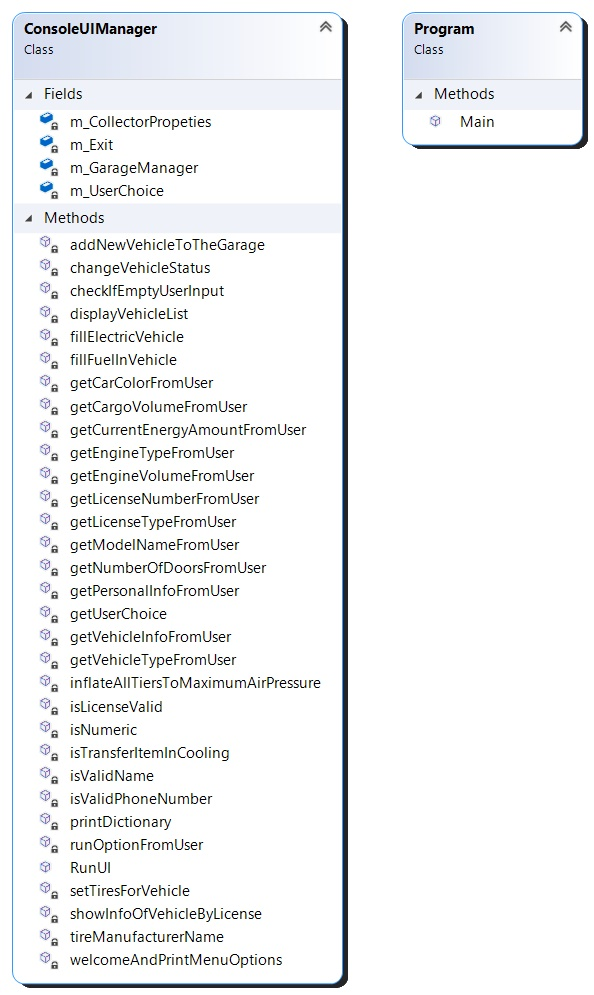 ConsoleUIManager
Class
Fields
m_CollectorPropeties
m_Exit
m_GarageManager
m_UserChoice
Methods
addNewVehicleToTheGarage
changeVehicleStatus
checkIfEmptyUserInput
displayVehicleList
fillElectricVehicle
fillFuelInVehicle
getCarColorFromUser
getCargoVolumeFromUser
getCurrentEnergyAmountFromUser
getEngineTypeFromUser
getEngineVolumeFromUser
getLicenseNumberFromUser
getLicenseTypeFromUser
getModelNameFromUser
getNumberOfDoorsFromUser
getPersonalInfoFromUser
getUserChoice
getVehicleInfoFromUser
getVehicleTypeFromUser
inflateAllTiersToMaximumAirPressure
isLicenseValid
isNumeric
isTransferItemInCooling
isValidName
isValidPhoneNumber
printDictionary
runOptionFromUser
RunUI
setTiresForVehicle
showInfoOfVehicleByLicense
tireManufacturerName
welcomeAndPrintMenuOptions
Program
Class
Methods
Main